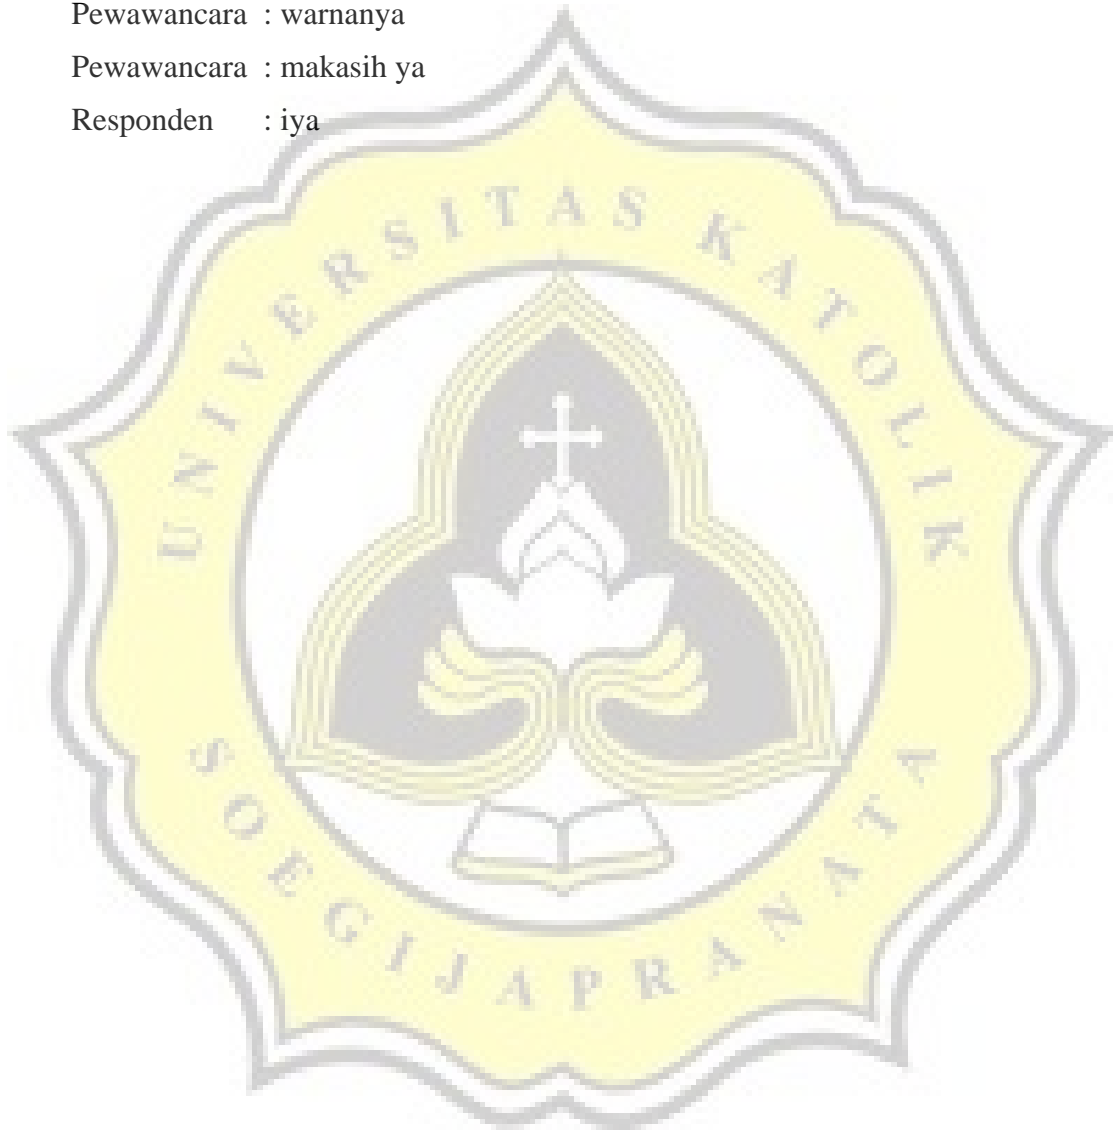 Pewawancara : warnanya
Pewawancara : makasih ya
Responden : iya
UNIVERSITAS KATOLIK
SOEGIJAPRANATA